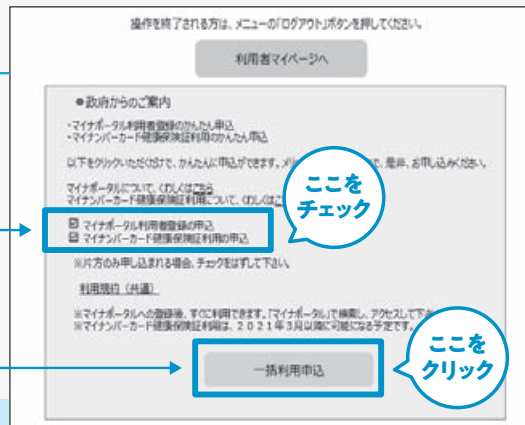 操作を終了される方は、メニューの「ログアウト」ボタンを押してください。
利用者マイページへ
●政府からのご案内
・マイナポータル利用者登録のかんたん申込
・マイナンバーカード健康保険証利用のかんたん申込
以下をクリックいただくだけで、かんたんに申込ができます。メリ で、是非、お申し込みください。
マイナポータルについて、くわしくはこちら
マイナンバーカード健康保険証利用について、くわしくはこ
ここを
チェック
マイナポータル利用者登録の申込
マイナンバーカード健康保険証利用の申込
※片方のみ申し込まれる場合、チェックをはずして下さい。
利用規約（共通）
※マイナポータルへの登録後、すぐに利用できます。「マイナポータル」で検索し、アクセスして下
※マイナンバーカード健康保険証利用は、2021年3月以降に可能になる予定です。
一括利用申込
ここを
クリック